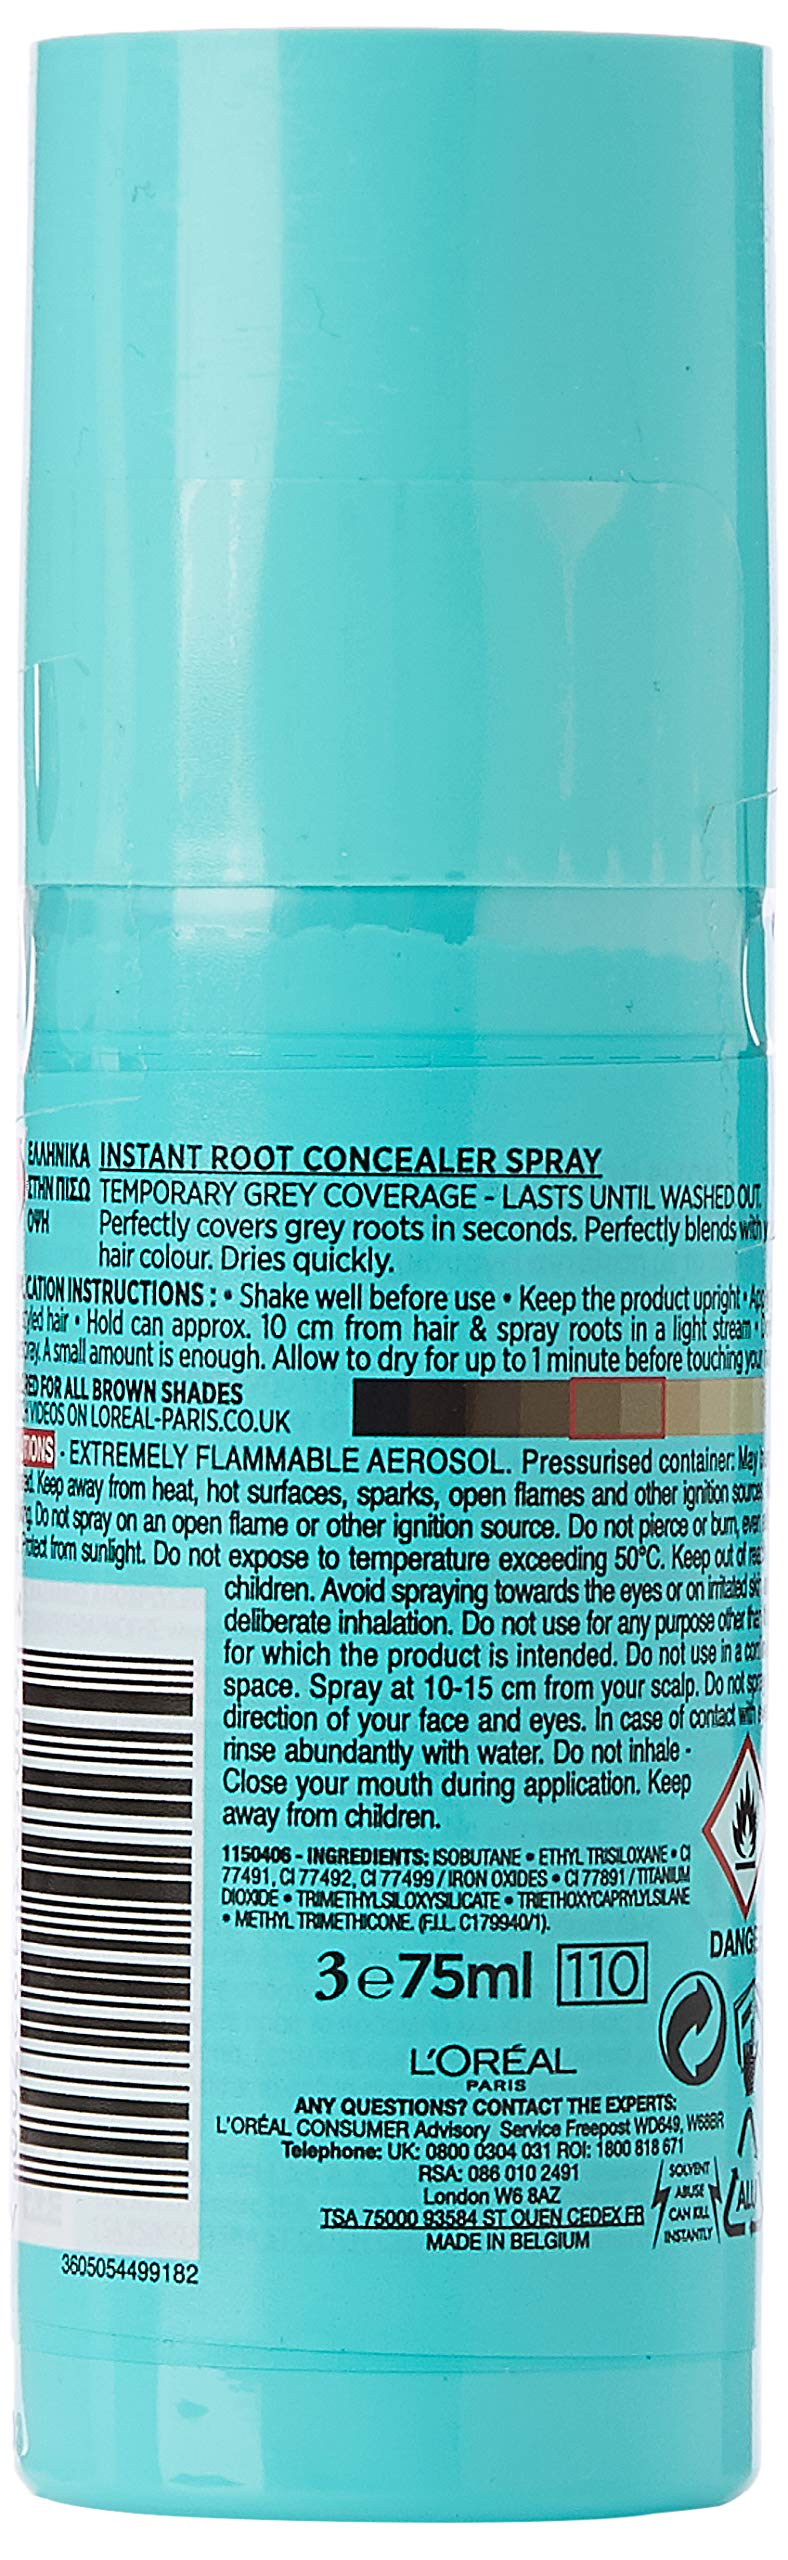 ΕΛΛΗΝΙΚΑ INSTANT ROOT CONCEALER SPRAY
ΣΤΗΝ ΠΙΣΩ TEMPORARY GREY COVERAGE - LASTS UNTIL WASHED OUT.
ΟΨΗ Perfectly covers grey roots in seconds. Perfectly blends with
hair colour. Dries quickly.
CATION INSTRUCTIONS : • Shake well before use • Keep the product upright •
yled hair • Hold can approx. 10 cm from hair & spray roots in a light stream •
ray. A small amount is enough. Allow to dry for up to 1 minute before touching your
RED FOR ALL BROWN SHADES
VIDEOS ON LOREAL-PARIS.CO.UK
TIONS - EXTREMELY FLAMMABLE AEROSOL. Pressurised container: May
Keep away from heat, hot surfaces, sparks, open flames and other ignition sources
Do not spray on an open flame or other ignition source. Do not pierce or burn, even
Protect from sunlight. Do not expose to temperature exceeding 50°C. Keep out of
children. Avoid spraying towards the eyes or on irritated
deliberate inhalation. Do not use for any purpose other
for which the product is intended. Do not use in a
space. Spray at 10-15 cm from your scalp. Do not
direction of your face and eyes. In case of contact with
rinse abundantly with water. Do not inhale -
Close your mouth during application. Keep
away from children.
1150406 - INGREDIENTS: ISOBUTANE • ETHYL TRISILOXANE • CI
77491, CI 77492, CI 77499 / IRON OXIDES • CI 77891 / TITANIUM
DIOXIDE • TRIMETHYLSILOXYSILICATE • TRIETHOXYCAPRYLYLSILANE
• METHYL TRIMETHICONE. (F.I.L. C179940/1).
DANGE
3 e 75ml 110
L'ORÉAL
PARIS
ANY QUESTIONS? CONTACT THE EXPERTS:
L'ORÉAL CONSUMER Advisory Service Freepost WD649, W68BR
Telephone: UK: 0800 0304 031 ROI: 1800 818 671
RSA: 086 010 2491
London W6 8AZ
TSA 75000 93584 ST OUEN CEDEX.FR
MADE IN BELGIUM
SOLVENT
ABUSE
CAN KILL
INSTANTLY
ALU
3605054499182